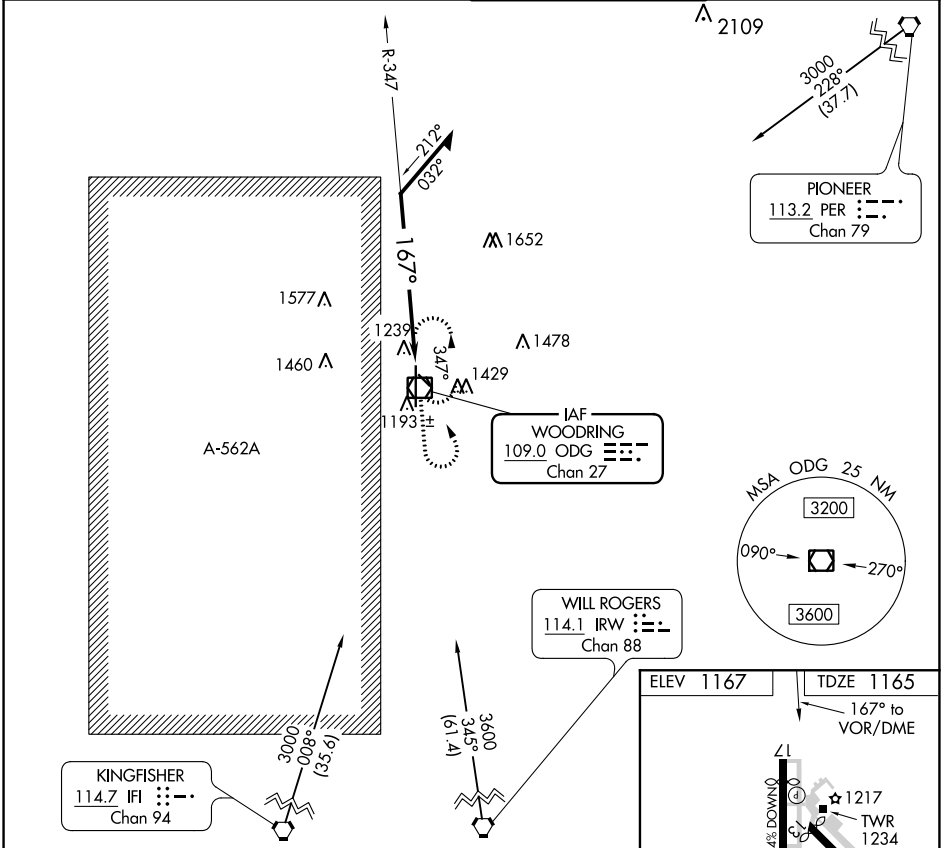 2109
R-347
3000
228°
(37.7)
212°
032°
PIONEER
113.2 PER
Chan 79
167°
1652
1577
1239
347°
1478
1460
1429
1193 ±
IAF
WOODRING
109.0 ODG
Chan 27
A-562A
MSA ODG 25 NM
3200
090°
270°
3600
WILL ROGERS
114.1 IRW
Chan 88
3000
008°
(35.6)
3600
345°
(61.4)
KINGFISHER
114.7 IFI
Chan 94
ELEV 1167
TDZE 1165
167° to
VOR/DME
17
4% DOWN
P
1217
TWR
1234
13